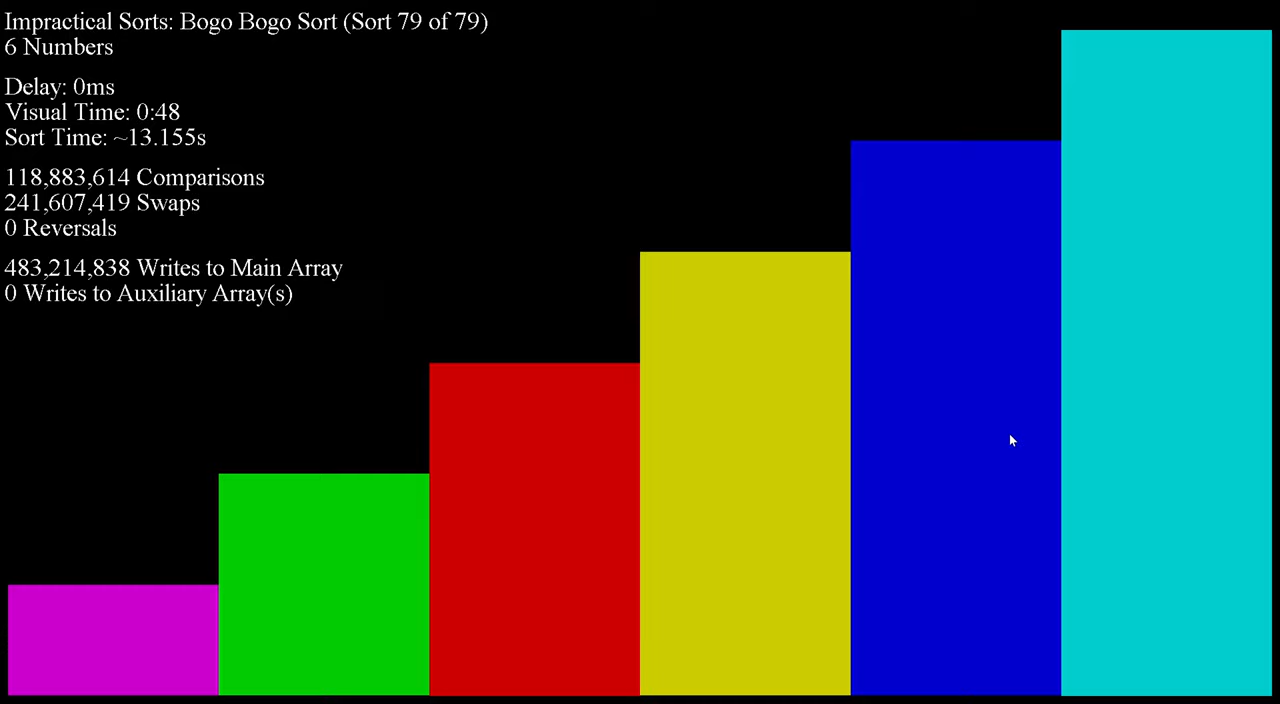 Impractical Sorts: Bogo Bogo Sort (Sort 79 of 79)
6 Numbers
Delay: 0ms
Visual Time: 0:48
Sort Time: ~13.155s
118,883,614 Comparisons
241,607,419 Swaps
0 Reversals
483,214,838 Writes to Main Array
0 Writes to Auxiliary Array(s)